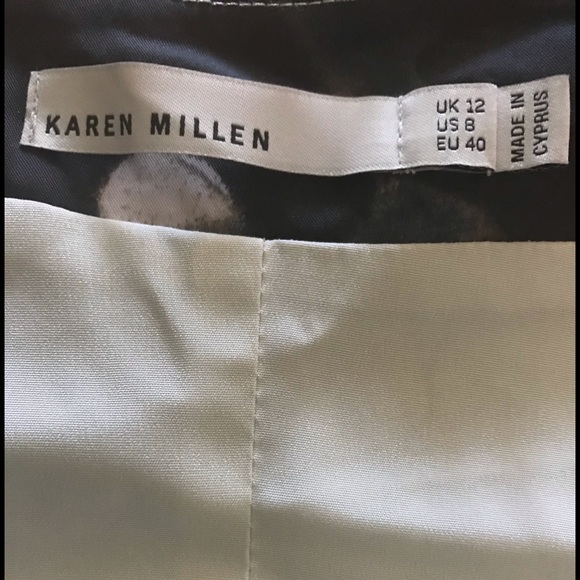 KAREN MILLEN
UK 12
US 8
EU 40
MADE IN
CYPRUS